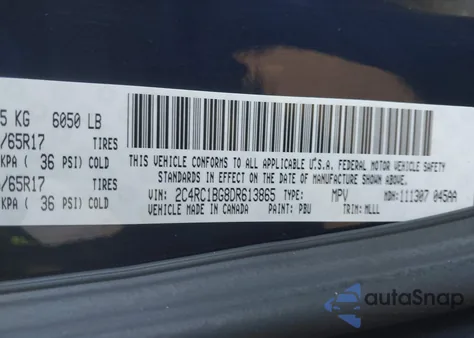 5 KG 6050 LB
/65R17 TIRES
KPA ( 36 PSI) COLD
/65R17 TIRES
KPA ( 36 PSI) COLD
THIS VEHICLE CONFORMS TO ALL APPLICABLE U.S.A. FEDERAL MOTOR VEHICLE SAFETY
STANDARDS IN EFFECT ON THE DATE OF MANUFACTURE SHOWN ABOVE.
VIN: 2C4RC1BG8DR613865 TYPE: MPV MDH: 111307 045AA
VEHICLE MADE IN CANADA PAINT: PBU TRIM: MLLL
autoSnap
POWERED BY